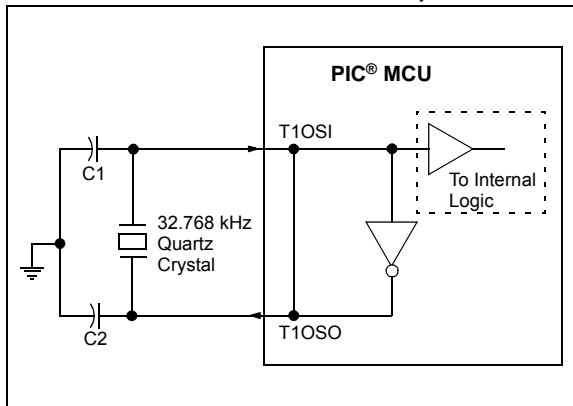 PIC® MCU
T1OSI
C1
To Internal
Logic
32.768 kHz
Quartz
Crystal
T1OSO
C2